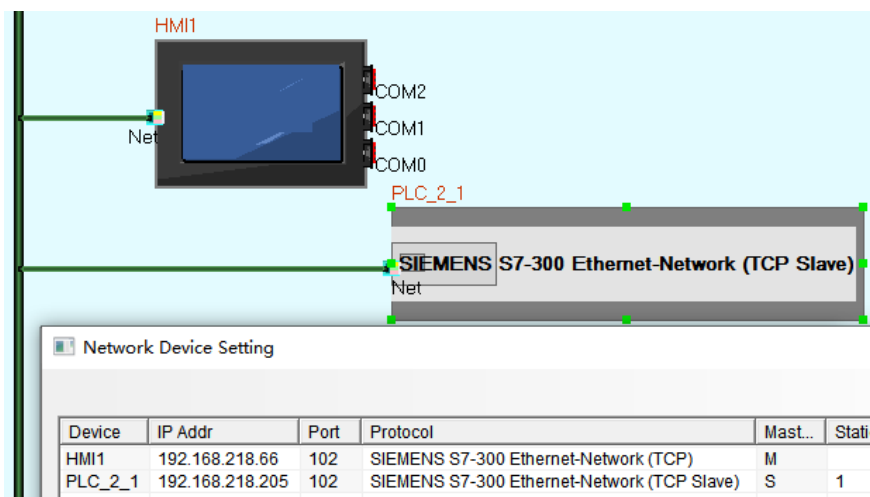 HMI1
COM2
COM1
COM0
Net
PLC_2_1
SIEMENS S7-300 Ethernet-Network (TCP Slave)
Net
Network Device Setting
Device IP Addr Port Protocol Mast... Stati
HMI1 192.168.218.66 102 SIEMENS S7-300 Ethernet-Network (TCP) M
PLC_2_1 192.168.218.205 102 SIEMENS S7-300 Ethernet-Network (TCP Slave) S 1